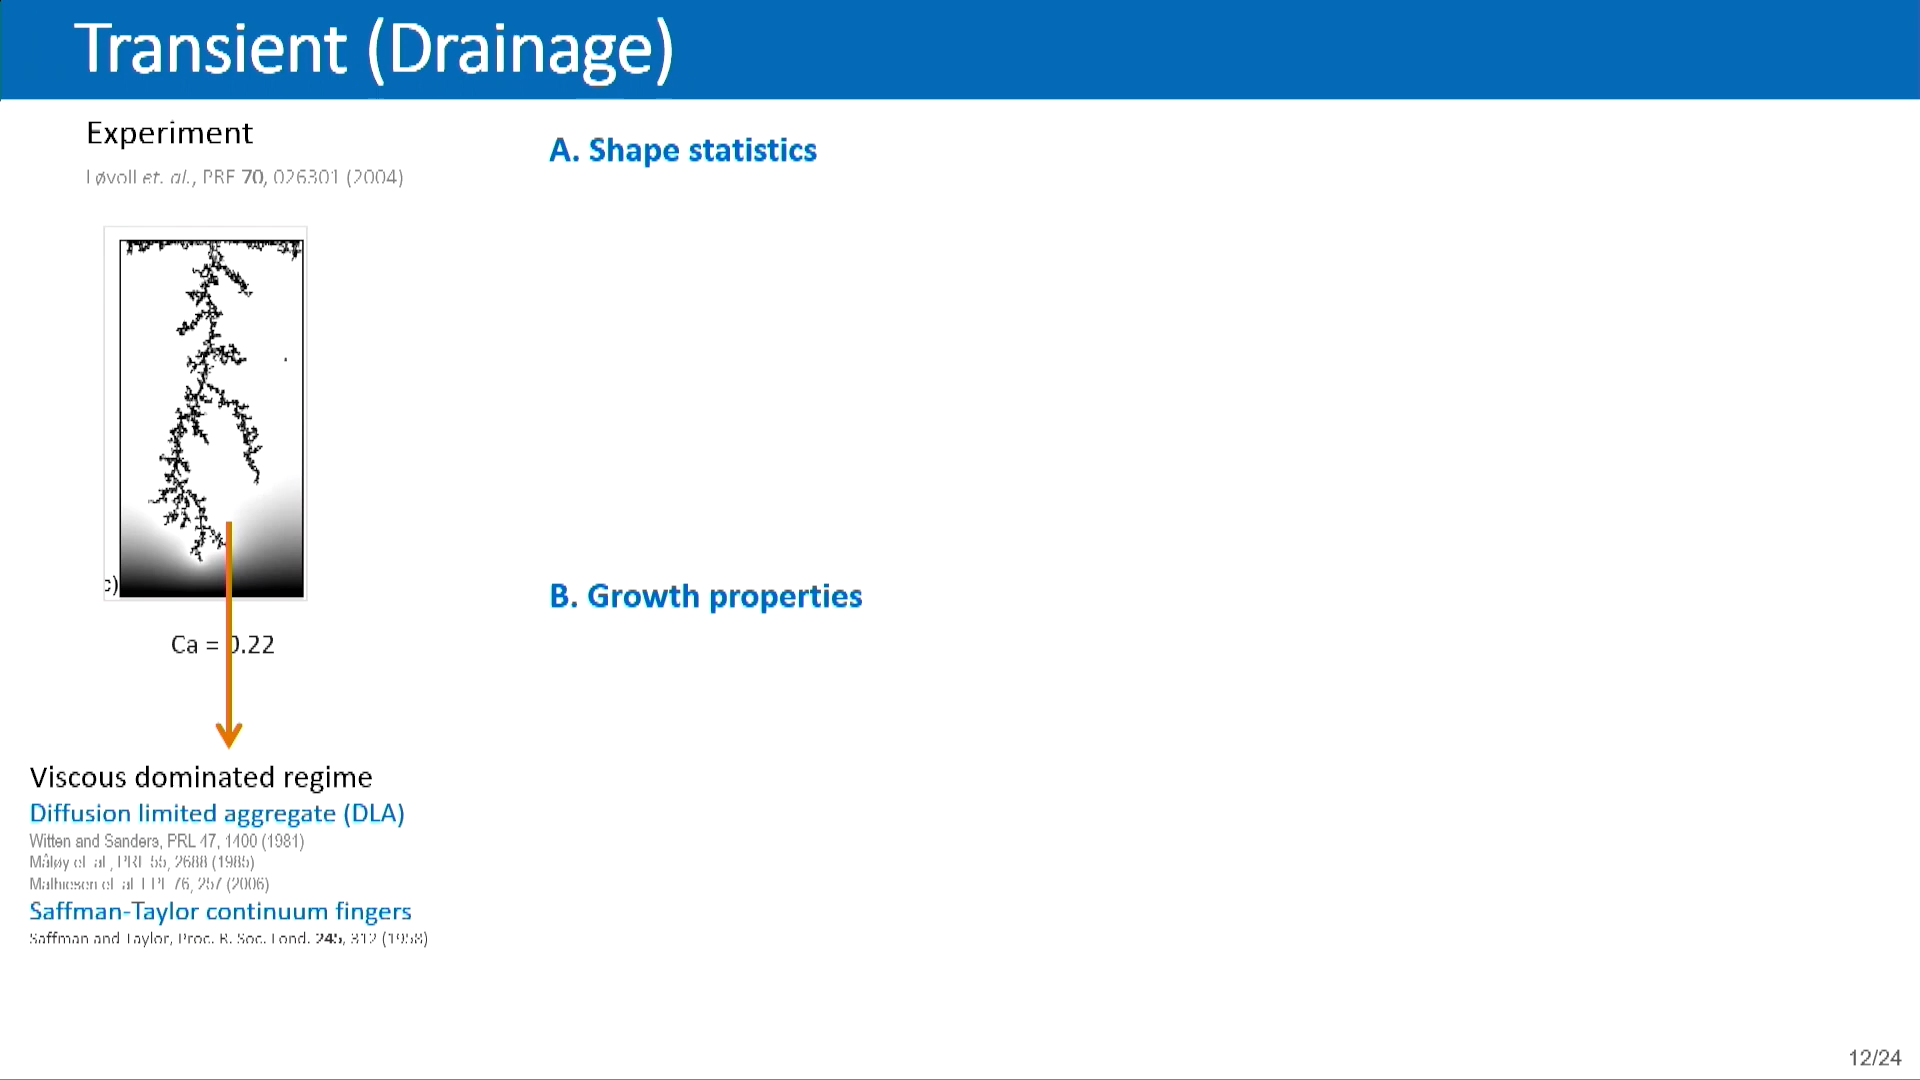 Transient (Drainage)
Experiment
Løvoll et. al., PRE 70, 026301 (2004)
A. Shape statistics
c)
Ca = 0.22
B. Growth properties
Viscous dominated regime
Diffusion limited aggregate (DLA)
Witten and Sanders, PRL 47, 1400 (1981)
Måløy et. al., PRL 55, 2688 (1985)
Mathiesen et. al. EPL 76, 257 (2006)
Saffman-Taylor continuum fingers
Saffman and Taylor, Proc. R. Soc. Lond. 245, 312 (1958)
12/24